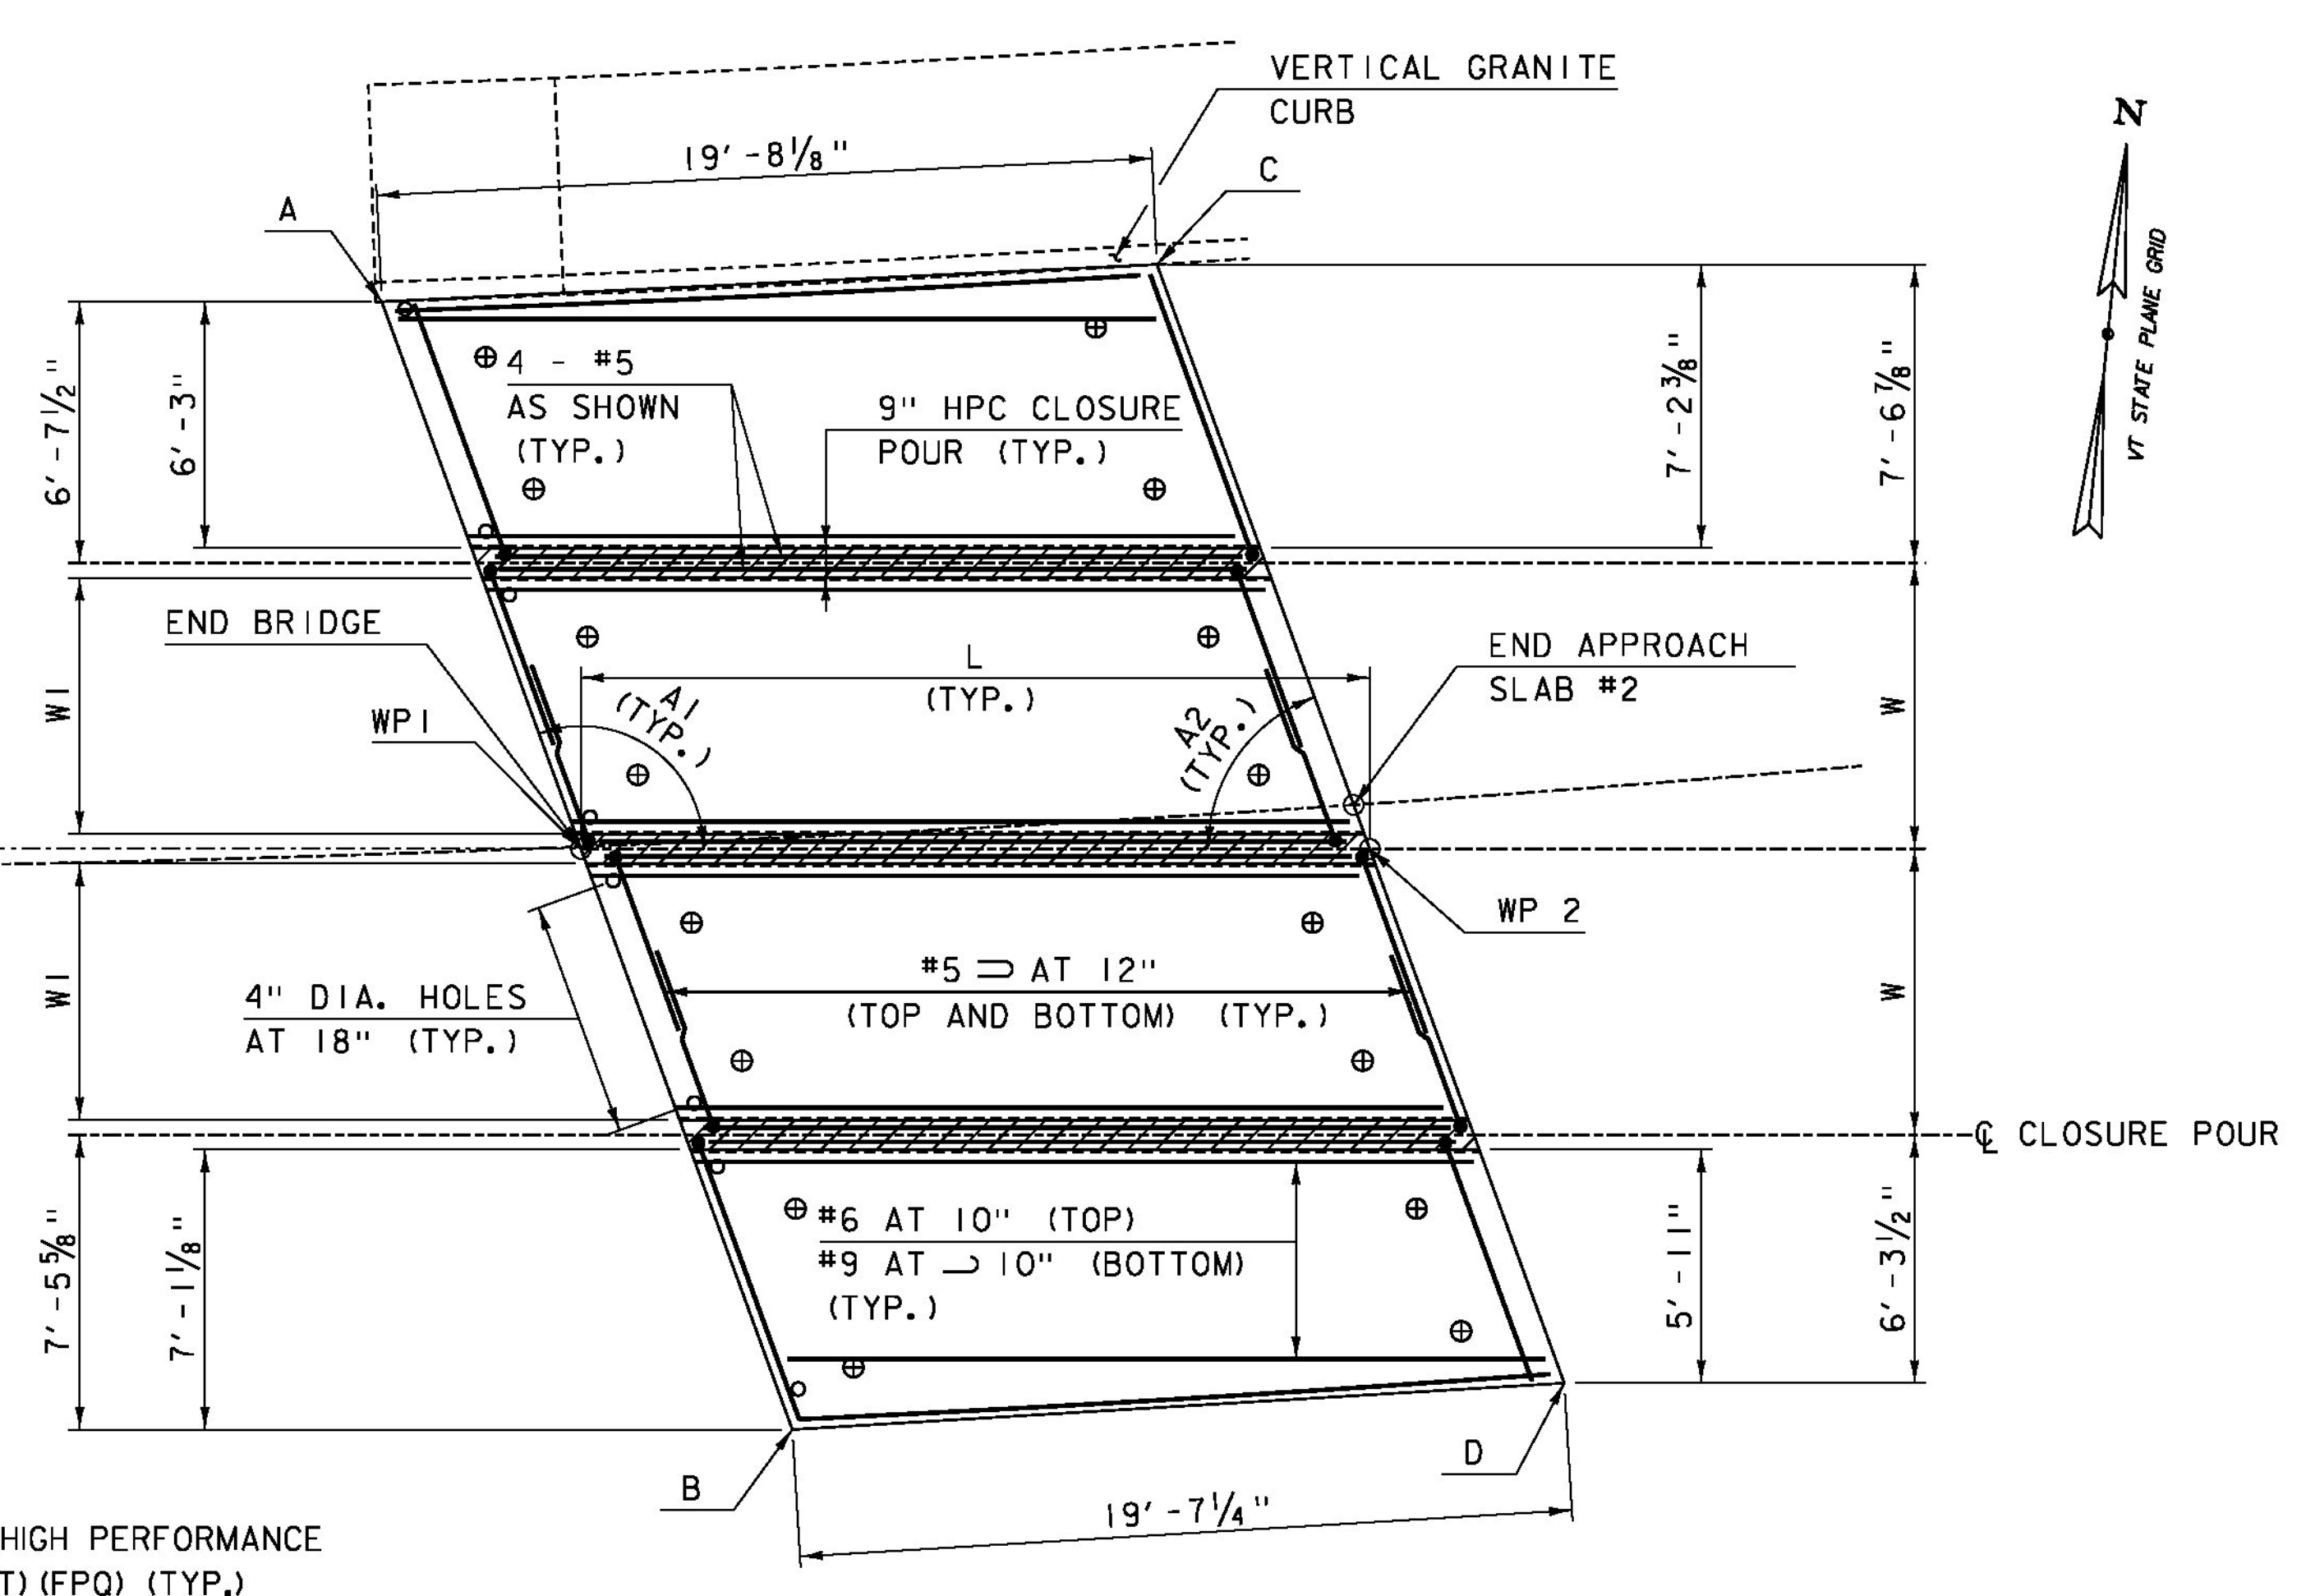 VERTICAL GRANITE
CURB
N
VT STATE PLANE GRID
19'-8 1/8"
A
C
6'-7 1/2"
6'-3"
4 - #5
AS SHOWN
(TYP.)
9" HPC CLOSURE
POUR (TYP.)
7'-2 3/8"
7'-6 7/8"
END BRIDGE
W1
WP1
A1
(TYP.)
L
(TYP.)
A2
(TYP.)
END APPROACH
SLAB #2
W
WP 2
W1
4" DIA. HOLES
AT 18" (TYP.)
#5 ⊃ AT 12"
(TOP AND BOTTOM) (TYP.)
W
℄ CLOSURE POUR
7'-5 5/8"
7'-1 1/8"
#6 AT 10" (TOP)
#9 AT 10" (BOTTOM)
(TYP.)
5'-11"
6'-3 1/2"
B
D
19'-7 1/4"
HIGH PERFORMANCE
T) (FPQ) (TYP.)